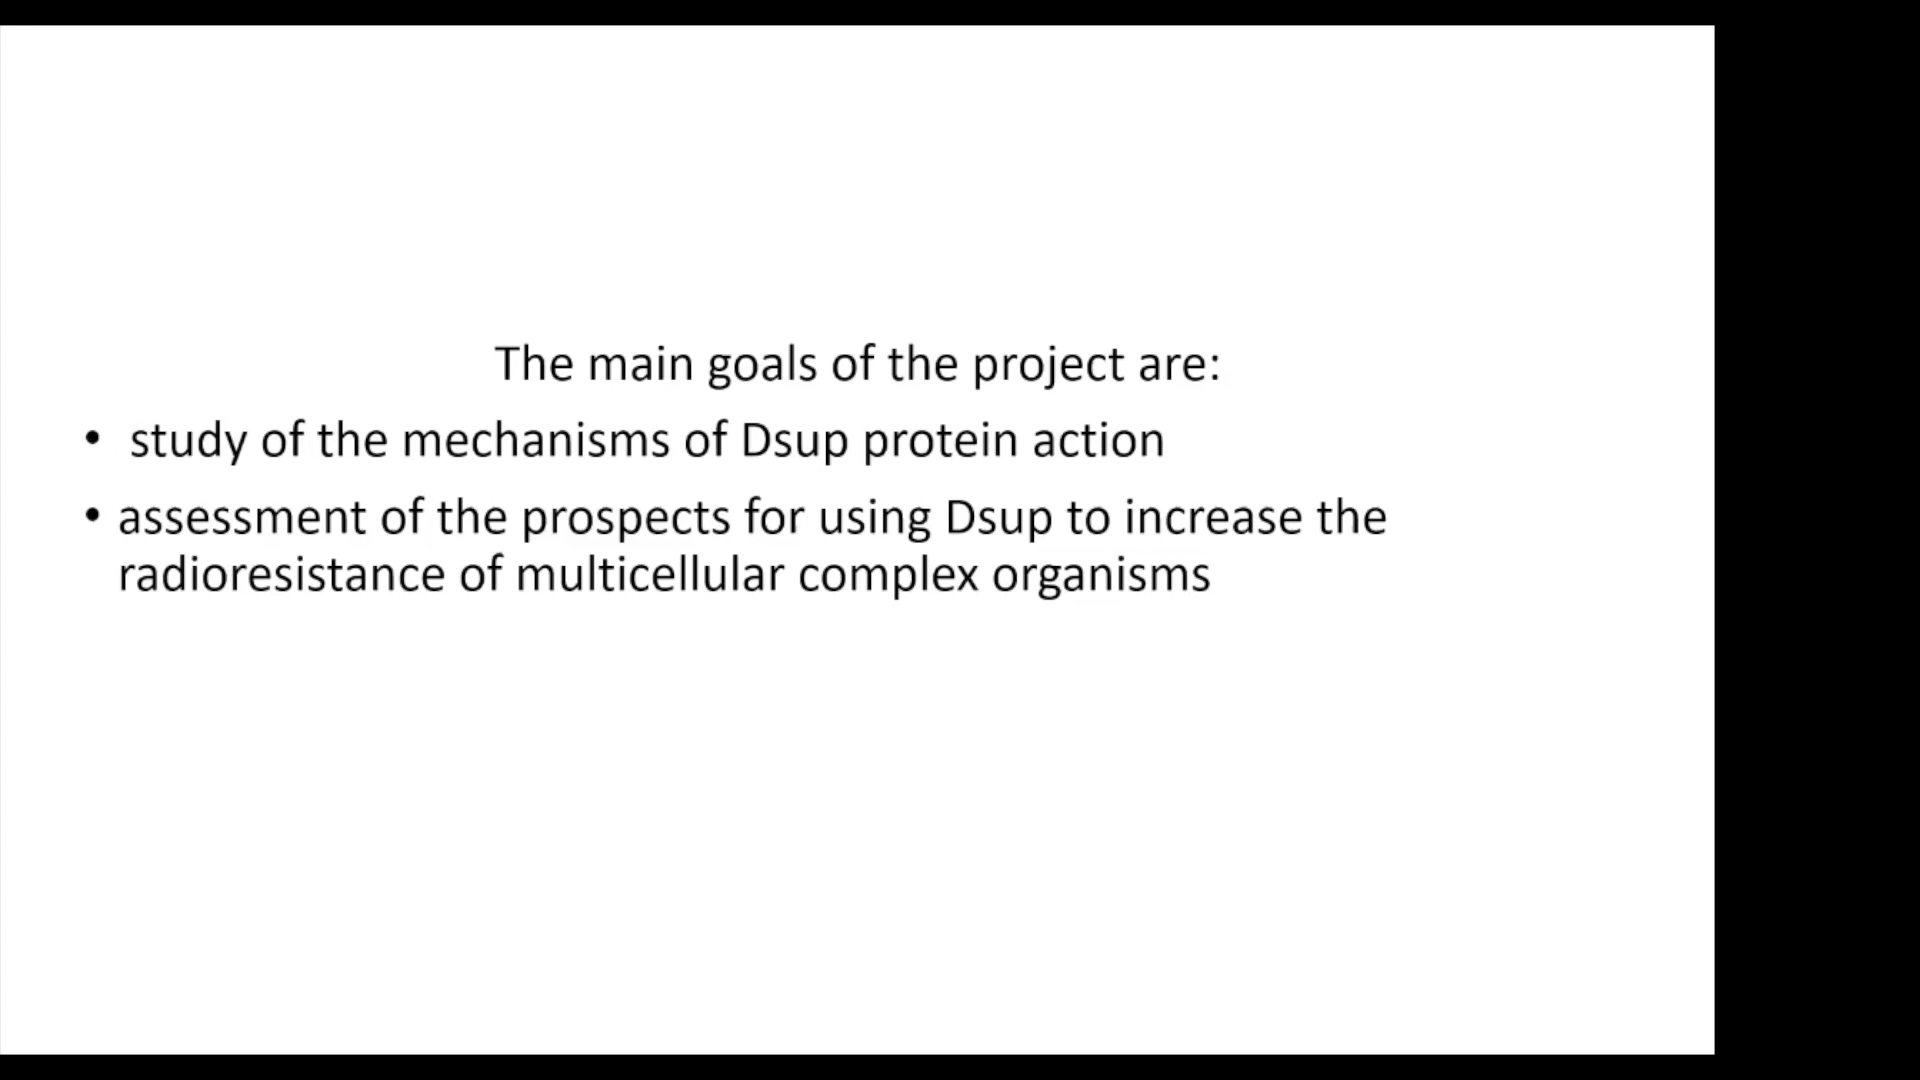 The main goals of the project are:
• study of the mechanisms of Dsup protein action
• assessment of the prospects for using Dsup to increase the
radioresistance of multicellular complex organisms